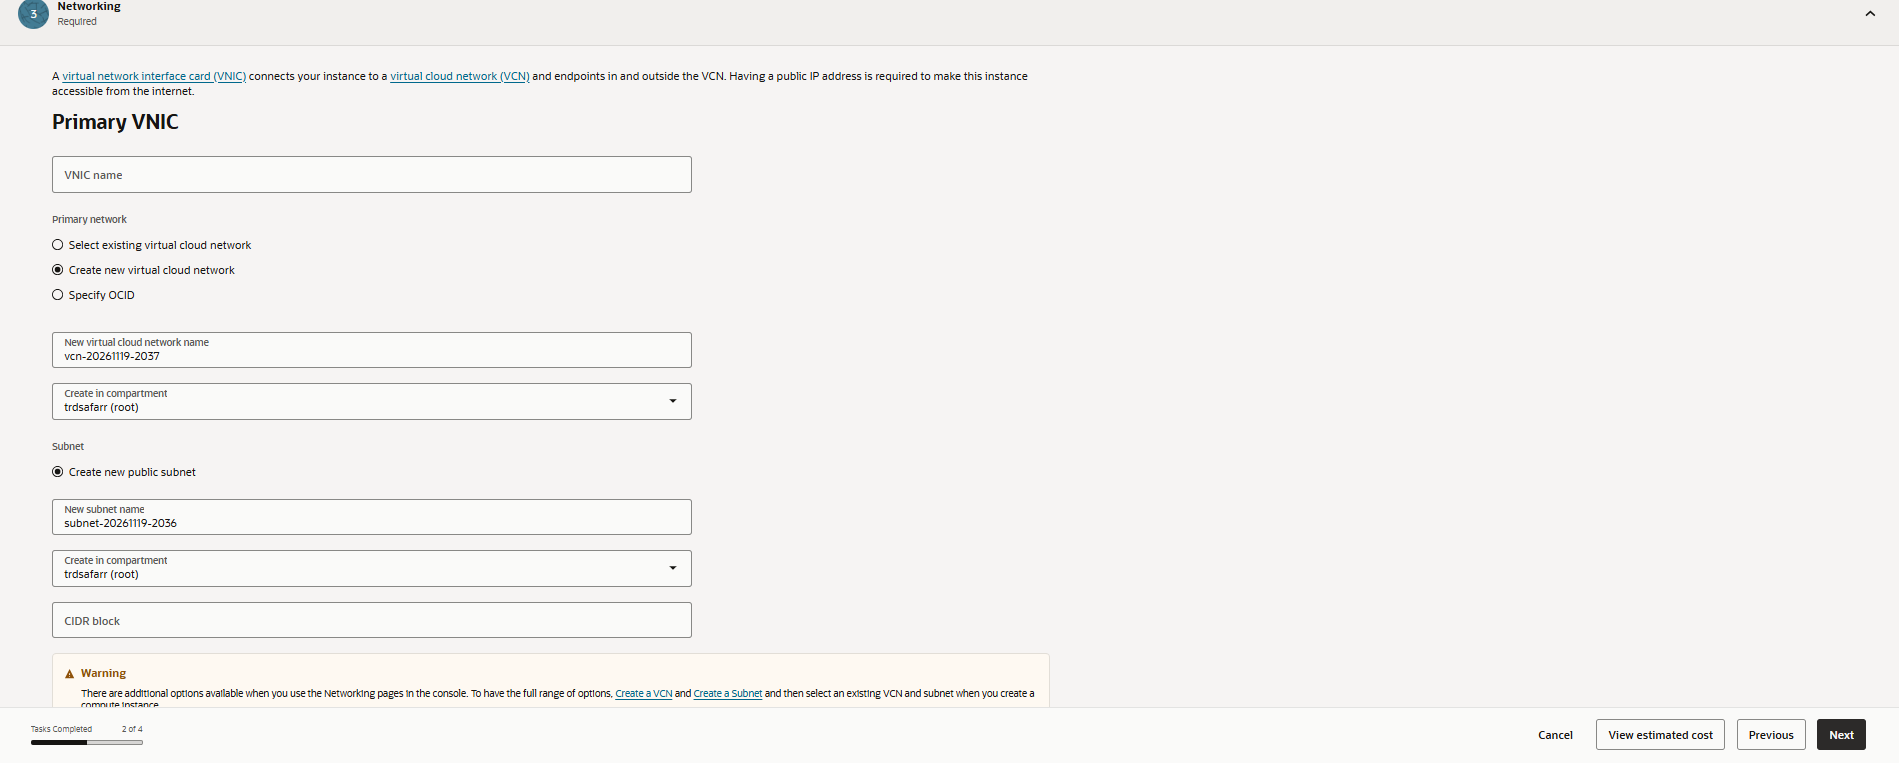 3
Networking
Required
A virtual network interface card (VNIC) connects your instance to a virtual cloud network (VCN) and endpoints in and outside the VCN. Having a public IP address is required to make this instance
accessible from the internet.
Primary VNIC
VNIC name
Primary network
Select existing virtual cloud network
Create new virtual cloud network
Specify OCID
New virtual cloud network name
vcn-20261119-2037
Create in compartment
trdsafarr (root)
Subnet
Create new public subnet
New subnet name
subnet-20261119-2036
Create in compartment
trdsafarr (root)
CIDR block
Warning
There are additional options available when you use the Networking pages in the console. To have the full range of options, Create a VCN and Create a Subnet and then select an existing VCN and subnet when you create a
compute instance.
Tasks Completed 2 of 4
Cancel View estimated cost Previous Next